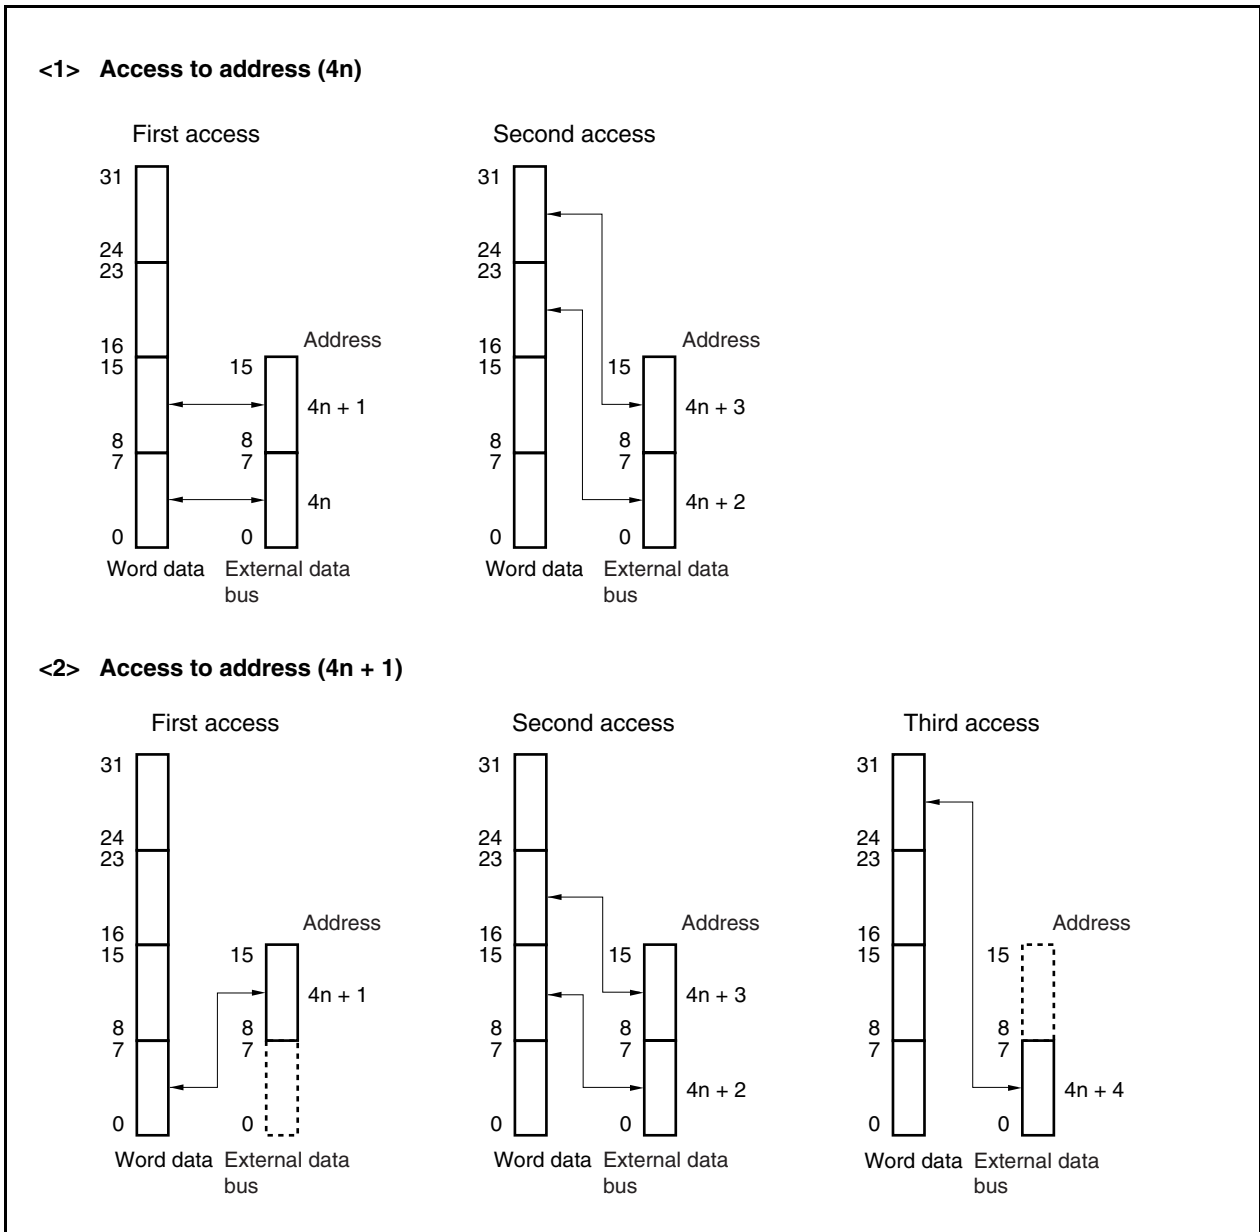 <1> Access to address (4n)
First access
31
24
23
16
15
8
7
0
Address
15
4n + 1
8
7
4n
0
Word data
External data
bus
Second access
31
24
23
16
15
8
7
0
Address
15
4n + 3
8
7
4n + 2
0
Word data
External data
bus
<2> Access to address (4n + 1)
First access
31
24
23
16
15
8
7
0
Address
15
4n + 1
8
7
0
Word data
External data
bus
Second access
31
24
23
16
15
8
7
0
Address
15
4n + 3
8
7
4n + 2
0
Word data
External data
bus
Third access
31
24
23
16
15
8
7
0
Address
15
8
7
4n + 4
0
Word data
External data
bus